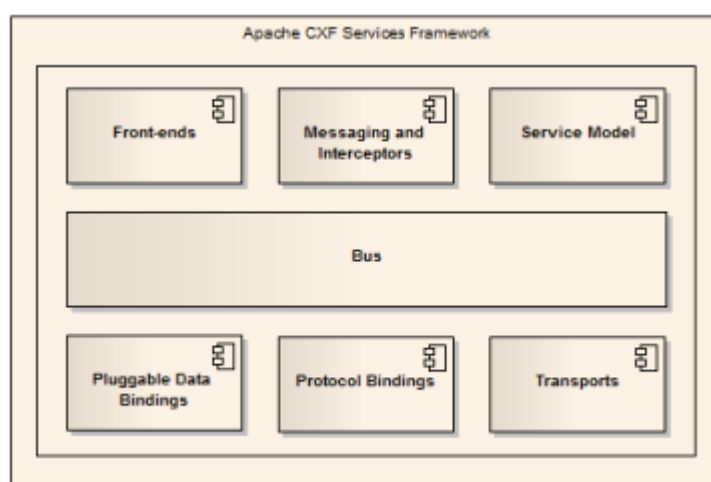 Apache CXF Services Framework
Front-ends
Messaging and
Interceptors
Service Model
Bus
Pluggable Data
Bindings
Protocol Bindings
Transports